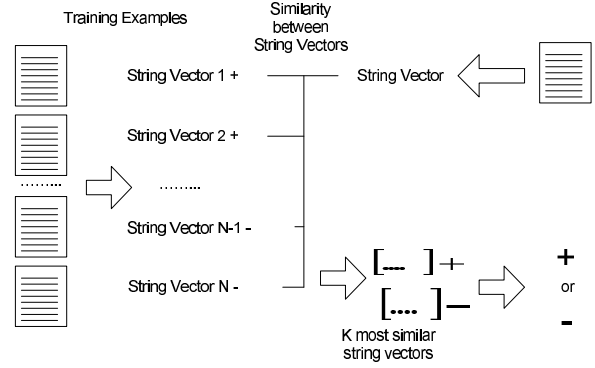 Training Examples
Similarity
between
String Vectors
String Vector 1 +
String Vector
String Vector 2 +
.........
.........
String Vector N-1 -
String Vector N -
[.... ] +
[.... ] −
K most similar
string vectors
+
or
-